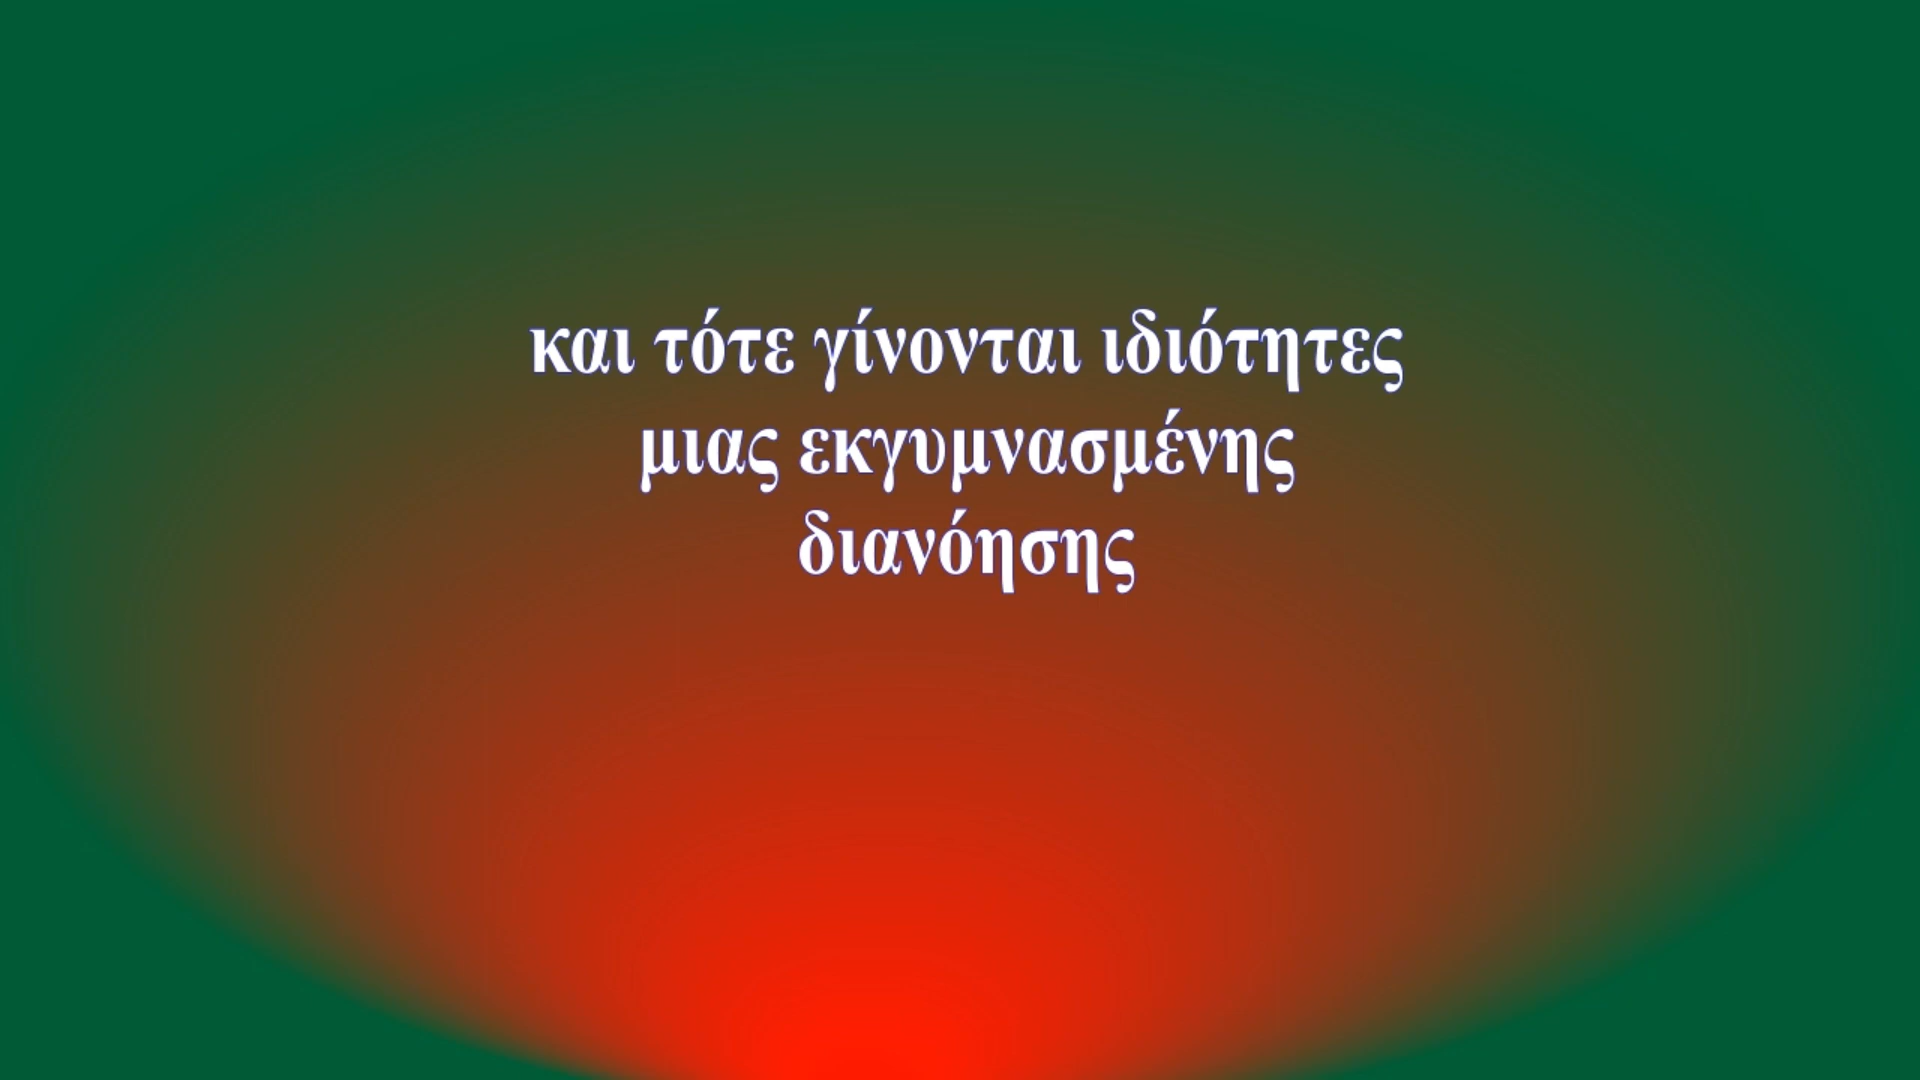 και τότε γίνονται ιδιότητες
μιας εκγυμνασμένης
διανόησης